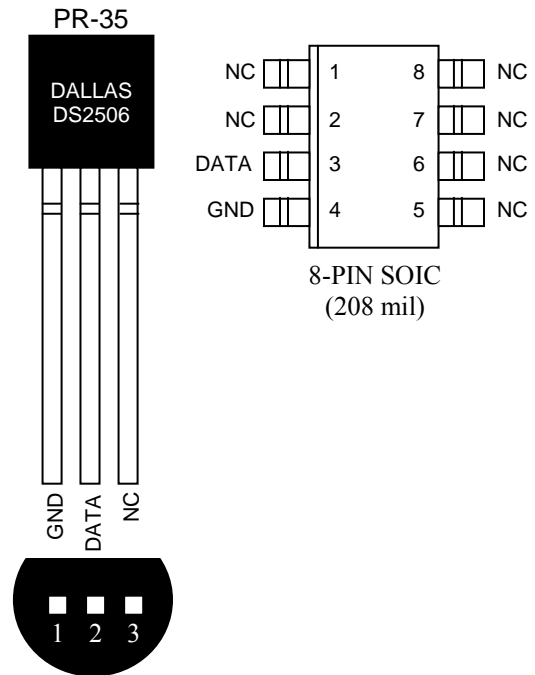 PR-35
DALLAS
DS2506
GND
DATA
NC
1 2 3
NC 1 8 NC
NC 2 7 NC
DATA 3 6 NC
GND 4 5 NC
8-PIN SOIC
(208 mil)